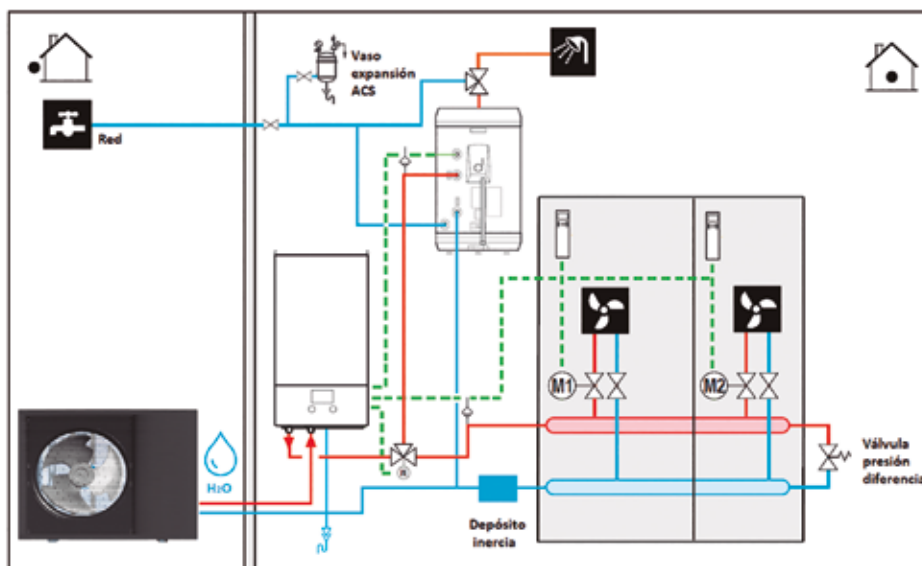 Vaso
expansión
ACS
Red
H2O
M1
M2
Válvula
presión
diferencia
Depósito
inercia